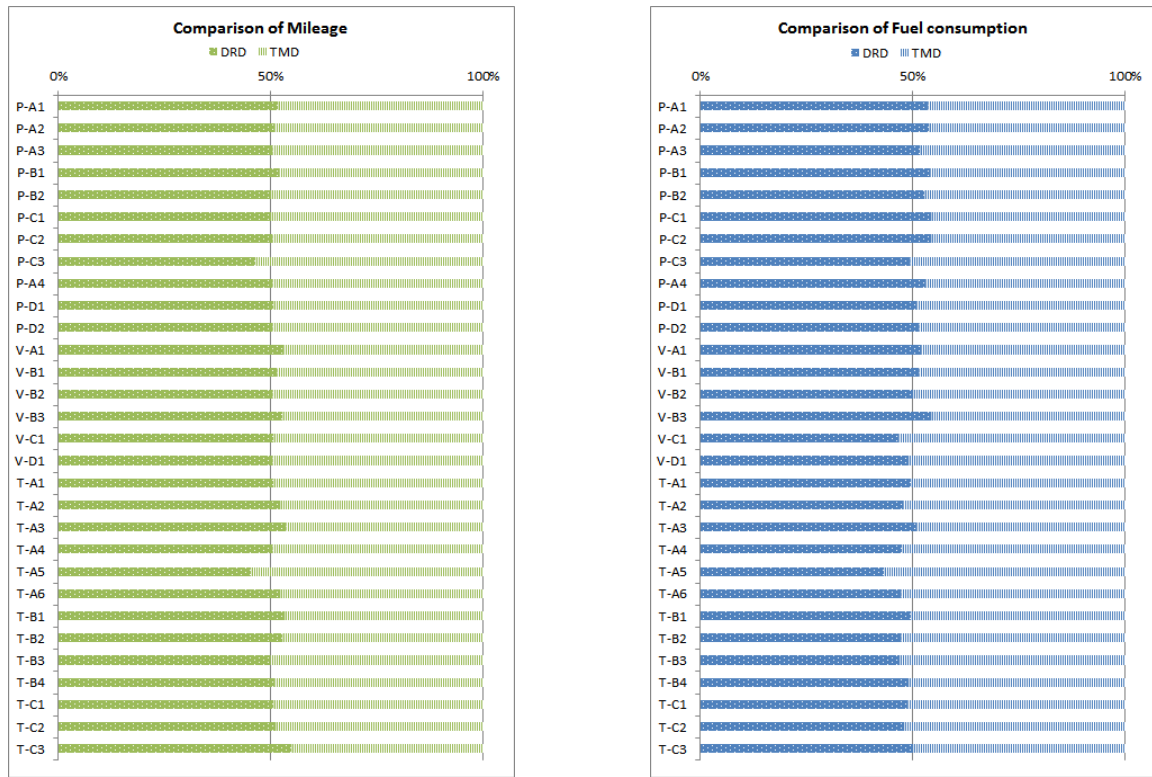 Comparison of Mileage
DRD TMD
0% 50% 100%
P-A1
P-A2
P-A3
P-B1
P-B2
P-C1
P-C2
P-C3
P-A4
P-D1
P-D2
V-A1
V-B1
V-B2
V-B3
V-C1
V-D1
T-A1
T-A2
T-A3
T-A4
T-A5
T-A6
T-B1
T-B2
T-B3
T-B4
T-C1
T-C2
T-C3
Comparison of Fuel consumption
DRD TMD
0% 50% 100%
P-A1
P-A2
P-A3
P-B1
P-B2
P-C1
P-C2
P-C3
P-A4
P-D1
P-D2
V-A1
V-B1
V-B2
V-B3
V-C1
V-D1
T-A1
T-A2
T-A3
T-A4
T-A5
T-A6
T-B1
T-B2
T-B3
T-B4
T-C1
T-C2
T-C3